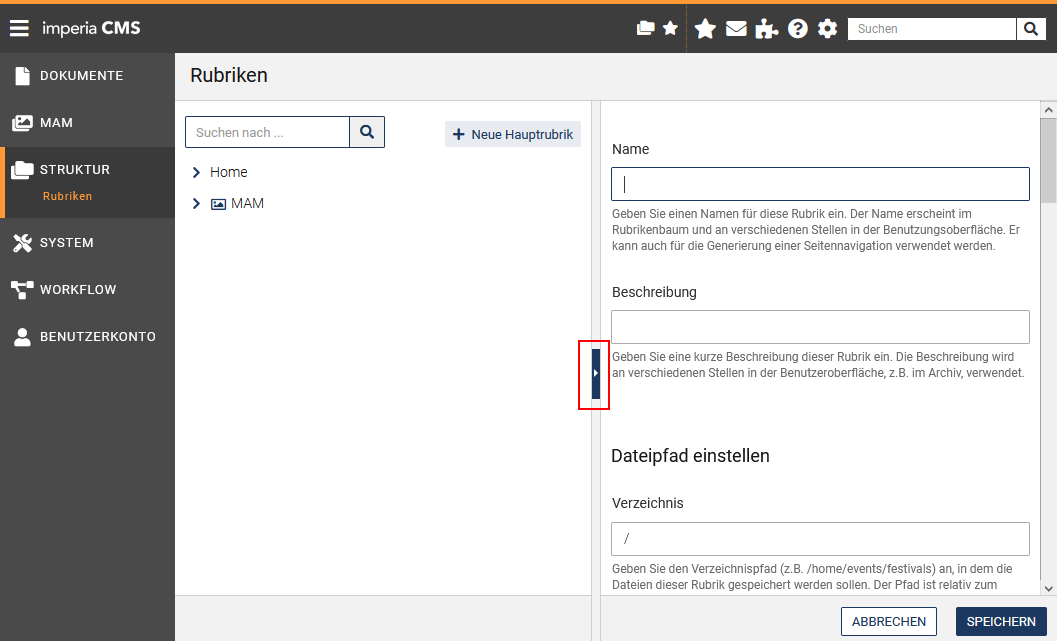 imperia CMS
Suchen
DOKUMENTE
MAM
STRUKTUR
Rubriken
SYSTEM
WORKFLOW
BENUTZERKONTO
Rubriken
Suchen nach ...
Neue Hauptrubrik
Home
MAM
Name
Geben Sie einen Namen für diese Rubrik ein. Der Name erscheint im
Rubrikenbaum und an verschiedenen Stellen in der Benutzungsoberfläche. Er
kann auch für die Generierung einer Seitennavigation verwendet werden.
Beschreibung
Geben Sie eine kurze Beschreibung dieser Rubrik ein. Die Beschreibung wird
an verschiedenen Stellen in der Benutzeroberfläche, z.B. im Archiv, verwendet.
Dateipfad einstellen
Verzeichnis
/
Geben Sie den Verzeichnispfad (z.B. /home/events/festivals) an, in dem die
Dateien dieser Rubrik gespeichert werden sollen. Der Pfad ist relativ zum
ABBRECHEN
SPEICHERN